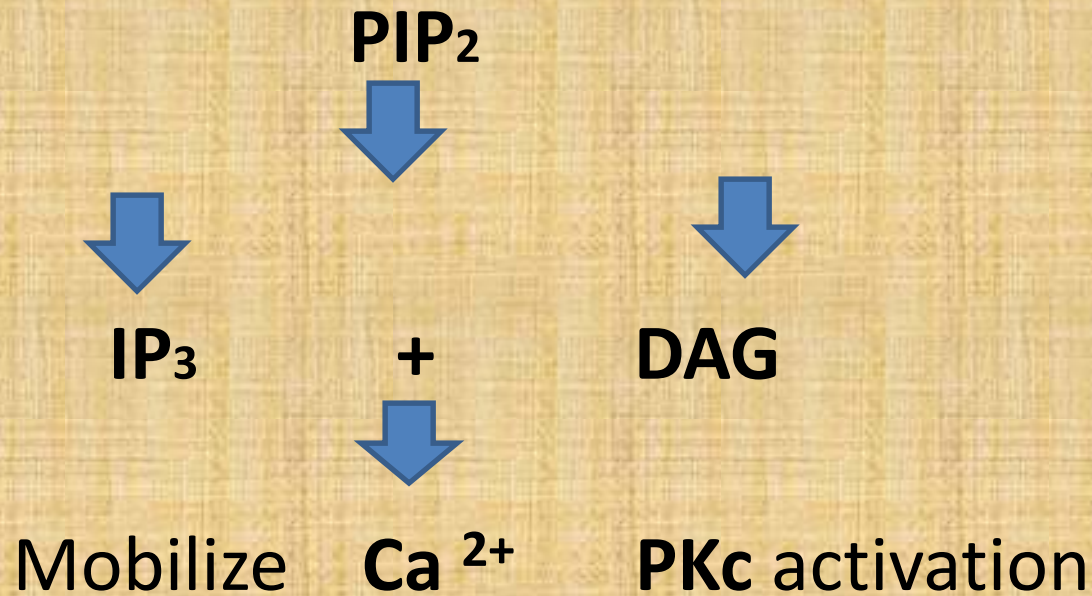 PIP₂
IP₃ + DAG
Mobilize Ca ²⁺ PKc activation